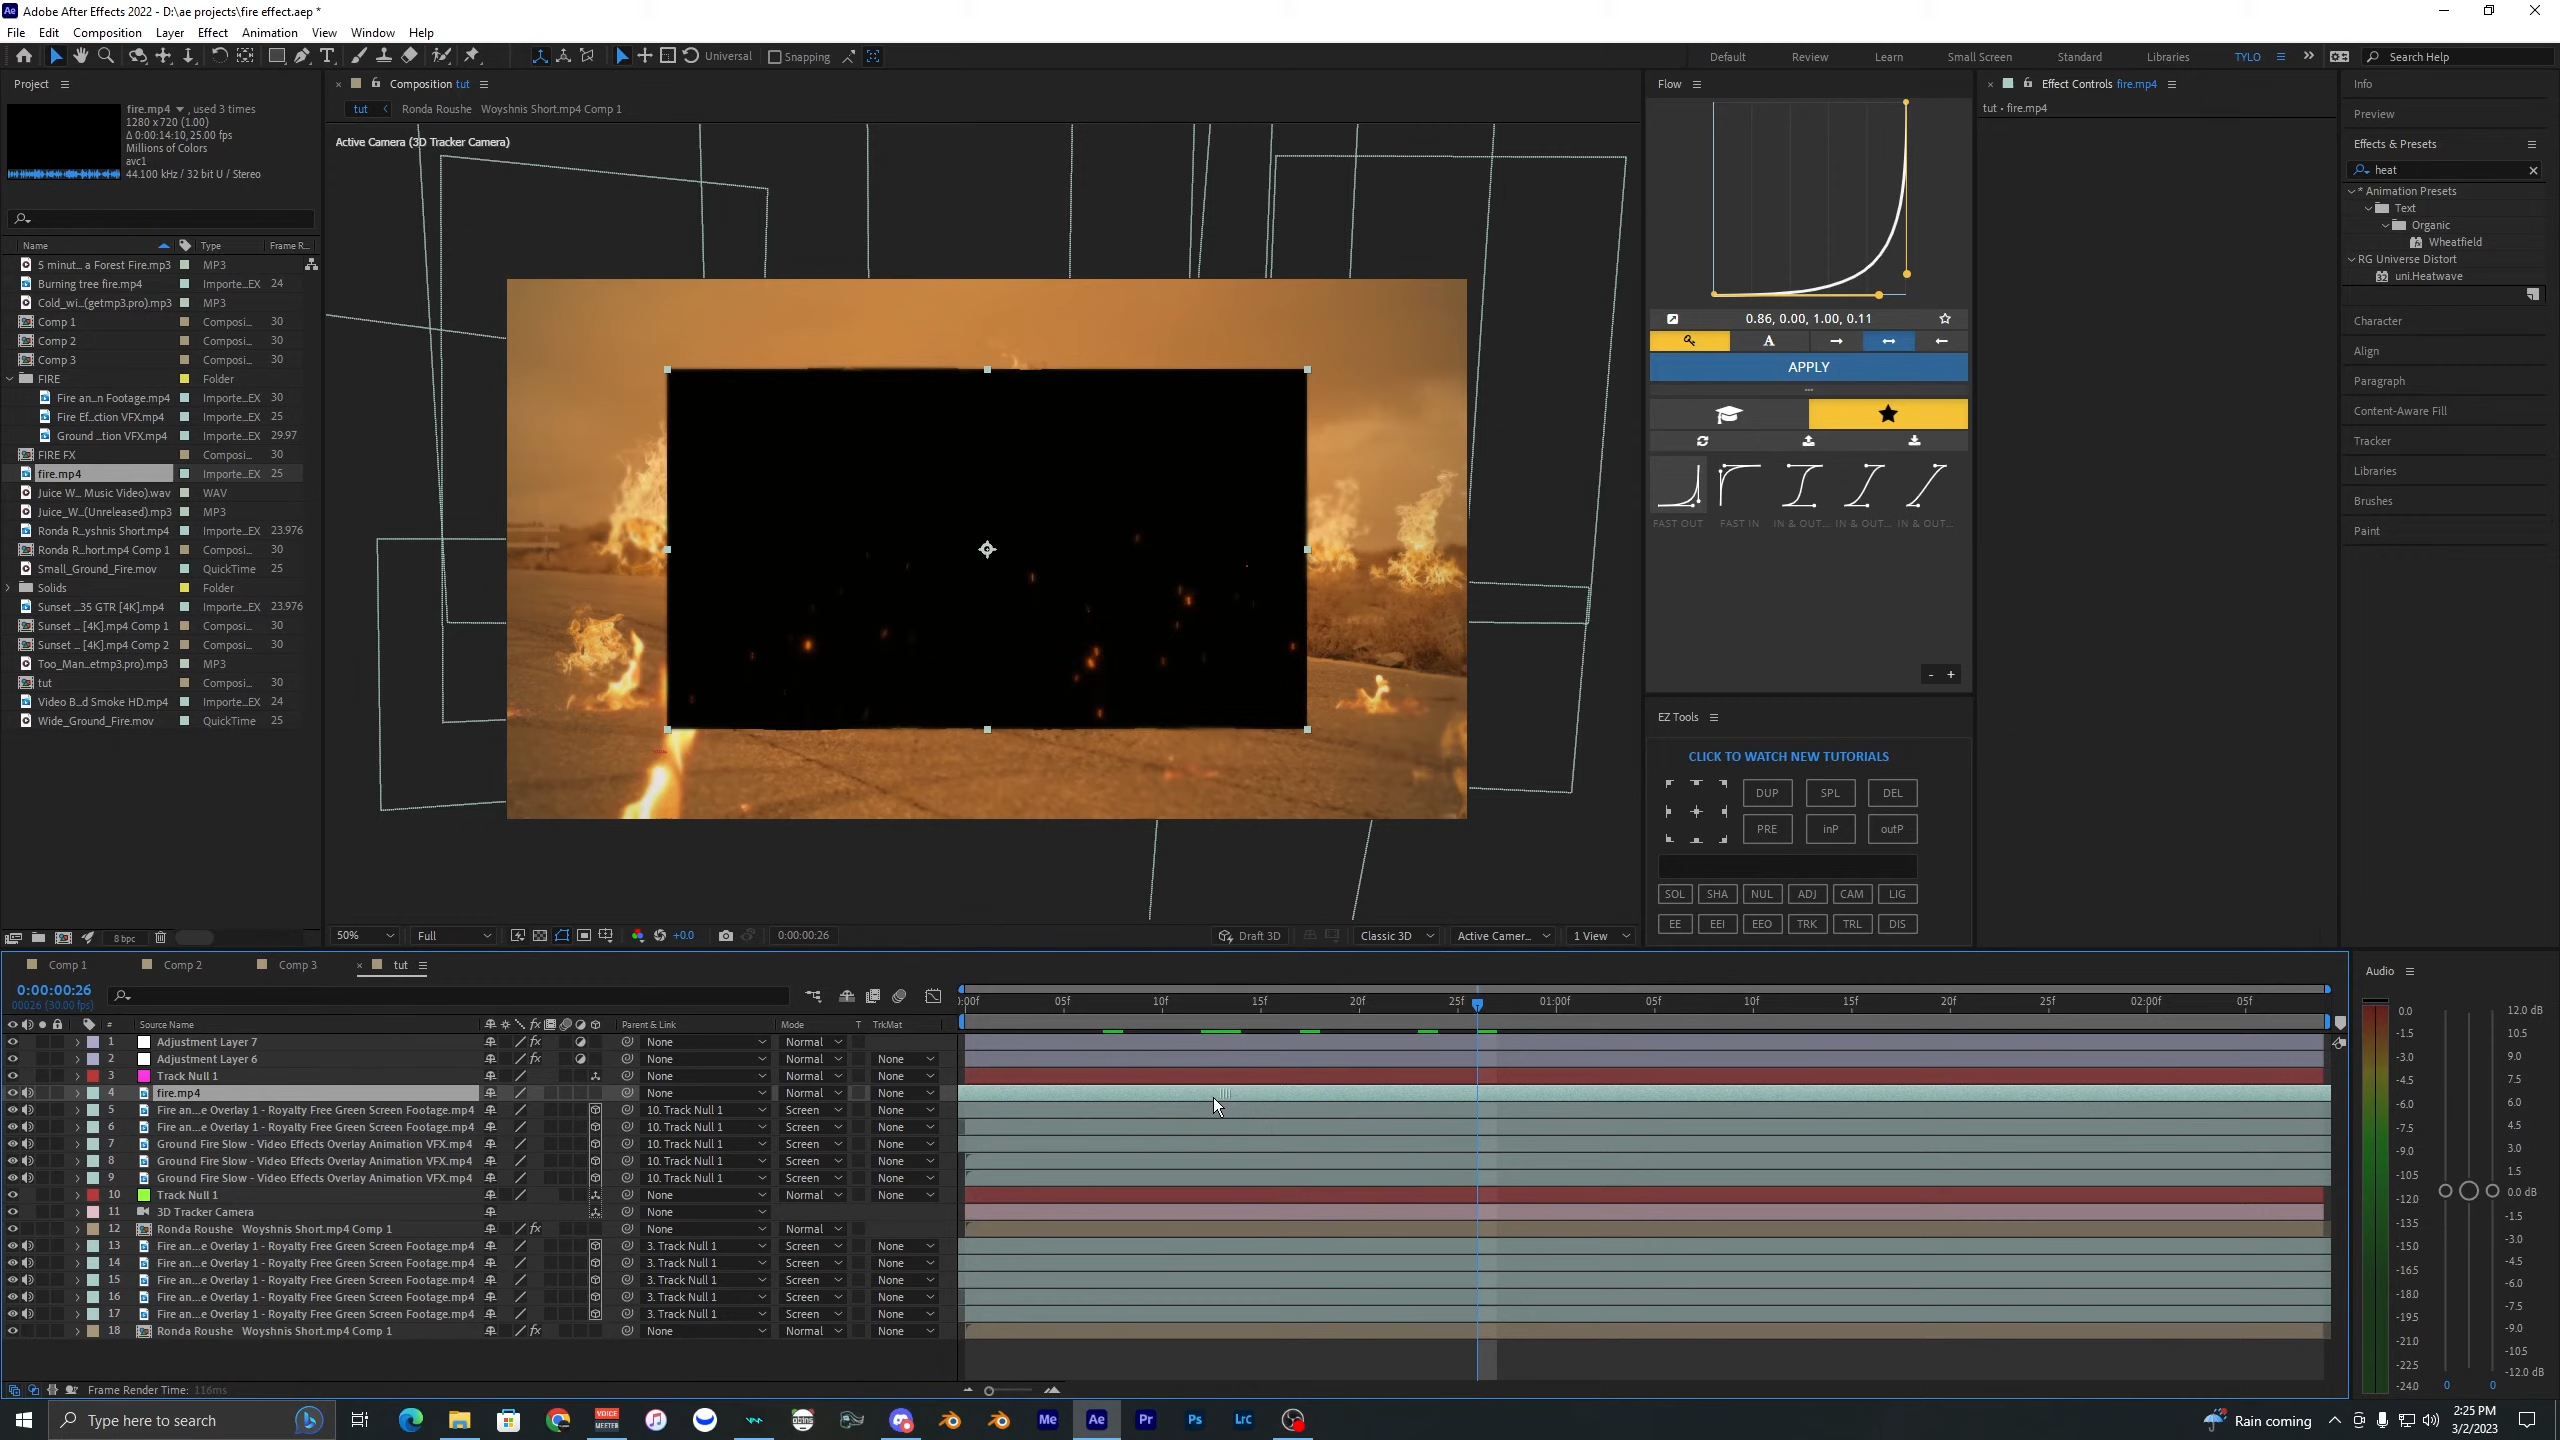 Adobe After Effects 2022 - D:\ae projects\fire effect.aep *
File Edit Composition Layer Effect Animation View Window Help
Universal Snapping Default Review Learn Small Screen Standard Libraries TYLO Search Help
Project
fire.mp4 , used 3 times
1280 x 720 (1.00)
Δ 0:00:14:10, 25.00 fps
Millions of Colors
avc1
44.100 kHz / 32 bit U / Stereo
Name Type Frame R...
5 minut... a Forest Fire.mp3 MP3
Burning tree fire.mp4 Importe...EX 24
Cold_wi...(getmp3.pro).mp3 MP3
Comp 1 Composi... 30
Comp 2 Composi... 30
Comp 3 Composi... 30
FIRE Folder
Fire an...n Footage.mp4 Importe...EX 30
Fire Ef...ction VFX.mp4 Importe...EX 25
Ground ...tion VFX.mp4 Importe...EX 29.97
FIRE FX Composi... 30
fire.mp4 Importe...EX 25
Juice W... Music Video).wav WAV
Juice_W...(Unreleased).mp3 MP3
Ronda R...yshnis Short.mp4 Importe...EX 23.976
Ronda R...hort.mp4 Comp 1 Composi... 30
Small_Ground_Fire.mov QuickTime 25
Solids Folder
Sunset ...35 GTR [4K].mp4 Importe...EX 23.976
Sunset ... [4K].mp4 Comp 1 Composi... 30
Sunset ... [4K].mp4 Comp 2 Composi... 30
Too_Man...etmp3.pro).mp3 MP3
tut Composi... 30
Video B...d Smoke HD.mp4 Importe...EX 24
Wide_Ground_Fire.mov QuickTime 25
8 bpc
Composition tut
tut Ronda Roushe Woyshnis Short.mp4 Comp 1
Active Camera (3D Tracker Camera)
50% Full +0.0 0:00:00:26 Draft 3D Classic 3D Active Camer... 1 View
Flow
0.86, 0.00, 1.00, 0.11
A
APPLY
FAST OUT FAST IN IN & OUT... IN & OUT... IN & OUT...
- +
EZ Tools
CLICK TO WATCH NEW TUTORIALS
DUP SPL DEL
PRE inP outP
SOL SHA NUL ADJ CAM LIG
EE EEI EEO TRK TRL DIS
Effect Controls fire.mp4
tut • fire.mp4
Info
Preview
Effects & Presets
heat
* Animation Presets
Text
Organic
Wheatfield
RG Universe Distort
uni.Heatwave
Character
Align
Paragraph
Content-Aware Fill
Tracker
Libraries
Brushes
Paint
Comp 1 Comp 2 Comp 3 tut
0:00:00:26
00026 (30.00 fps)
:00f 05f 10f 15f 20f 25f 01:00f 05f 10f 15f 20f 25f 02:00f 05f
# Source Name Parent & Link Mode T TrkMat
1 Adjustment Layer 7 None Normal
2 Adjustment Layer 6 None Normal None
3 Track Null 1 None Normal None
4 fire.mp4 None Normal None
5 Fire an...e Overlay 1 - Royalty Free Green Screen Footage.mp4 10. Track Null 1 Screen None
6 Fire an...e Overlay 1 - Royalty Free Green Screen Footage.mp4 10. Track Null 1 Screen None
7 Ground Fire Slow - Video Effects Overlay Animation VFX.mp4 10. Track Null 1 Screen None
8 Ground Fire Slow - Video Effects Overlay Animation VFX.mp4 10. Track Null 1 Screen None
9 Ground Fire Slow - Video Effects Overlay Animation VFX.mp4 10. Track Null 1 Screen None
10 Track Null 1 None Normal None
11 3D Tracker Camera None
12 Ronda Roushe Woyshnis Short.mp4 Comp 1 None Normal
13 Fire an...e Overlay 1 - Royalty Free Green Screen Footage.mp4 3. Track Null 1 Screen None
14 Fire an...e Overlay 1 - Royalty Free Green Screen Footage.mp4 3. Track Null 1 Screen None
15 Fire an...e Overlay 1 - Royalty Free Green Screen Footage.mp4 3. Track Null 1 Screen None
16 Fire an...e Overlay 1 - Royalty Free Green Screen Footage.mp4 3. Track Null 1 Screen None
17 Fire an...e Overlay 1 - Royalty Free Green Screen Footage.mp4 3. Track Null 1 Screen None
18 Ronda Roushe Woyshnis Short.mp4 Comp 1 None Normal None
Frame Render Time: 116ms
Audio
0.0 12.0 dB
-1.5 10.5
-3.0 9.0
-4.5 7.5
-6.0 6.0
-7.5 4.5
-9.0 3.0
-10.5 1.5
-12.0 0.0 dB
-13.5 -1.5
-15.0 -3.0
-16.5 -4.5
-18.0 -6.0
-19.5 -7.5
-21.0 -9.0
-22.5 -10.5
-24.0 -12.0 dB
0 0
Type here to search
VOICE MEETER
Me Ae Pr Ps Lrc
Rain coming
2:25 PM
3/2/2023